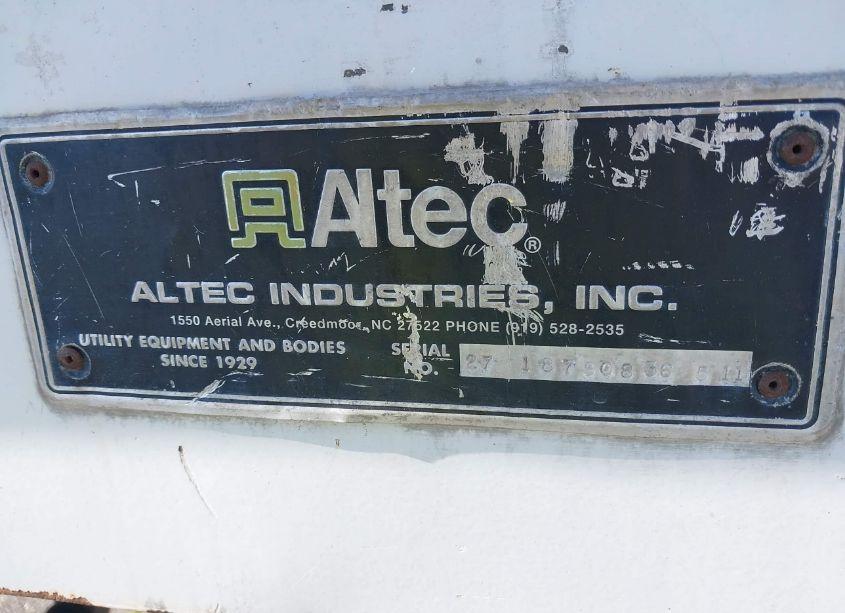 Altec®
ALTEC INDUSTRIES, INC.
1550 Aerial Ave., Creedmoor, NC 27522 PHONE (919) 528-2535
UTILITY EQUIPMENT AND BODIES
SINCE 1929
SERIAL
NO.
27